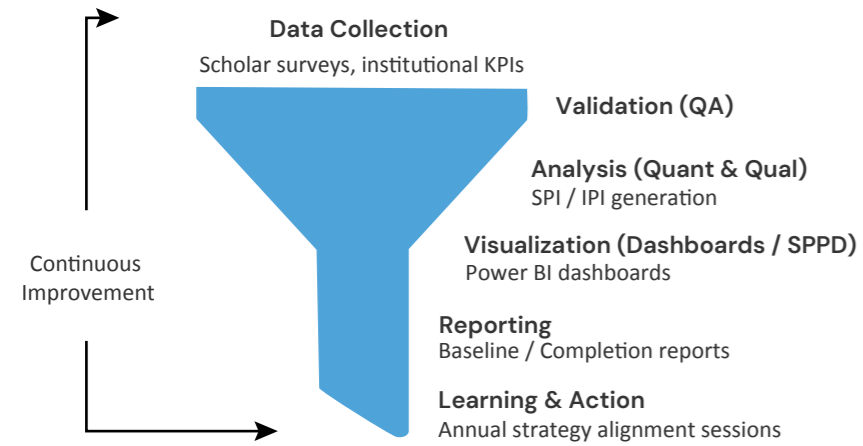 Data Collection
Scholar surveys, institutional KPIs
Validation (QA)
Analysis (Quant & Qual)
SPI / IPI generation
Visualization (Dashboards / SPPD)
Power BI dashboards
Continuous
Improvement
Reporting
Baseline / Completion reports
Learning & Action
Annual strategy alignment sessions